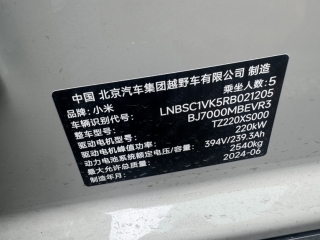 中国 北京汽车集团越野车有限公司 制造
品牌:小米 乘坐人数:5
车辆识别代号: LNBSC1VK5RB021205
整车型号: BJ7000MBEVR3
驱动电机型号: TZ220XS000
驱动电机峰值功率: 220kW
动力电池系统额定电压/容量: 394V/239.3Ah
最大允许总质量: 2540kg
制造年月: 2024-06